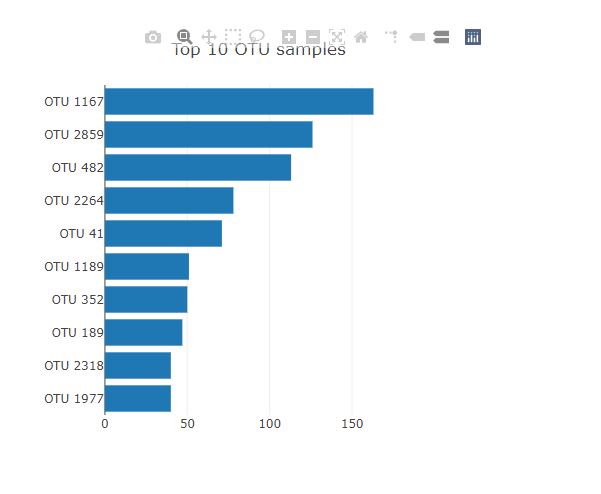 Top 10 OTU samples
OTU 1167
OTU 2859
OTU 482
OTU 2264
OTU 41
OTU 1189
OTU 352
OTU 189
OTU 2318
OTU 1977
0 50 100 150